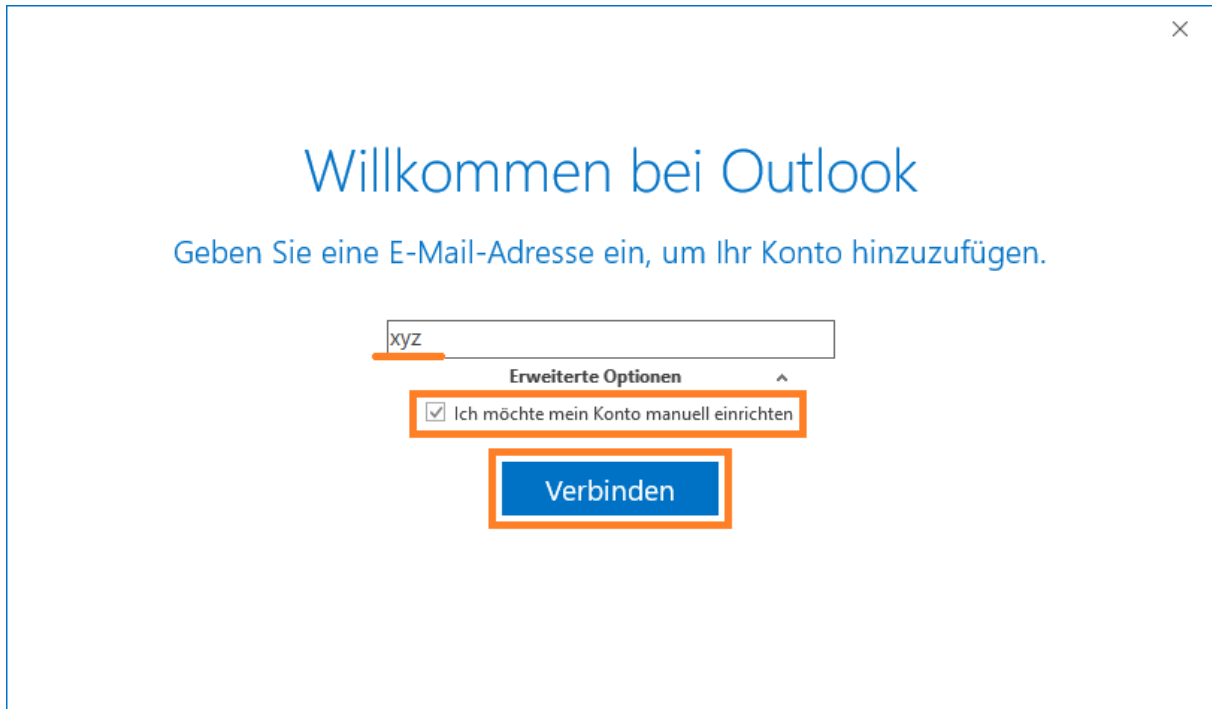 Willkommen bei Outlook
Geben Sie eine E-Mail-Adresse ein, um Ihr Konto hinzuzufügen.
xyz
Erweiterte Optionen
Ich möchte mein Konto manuell einrichten
Verbinden